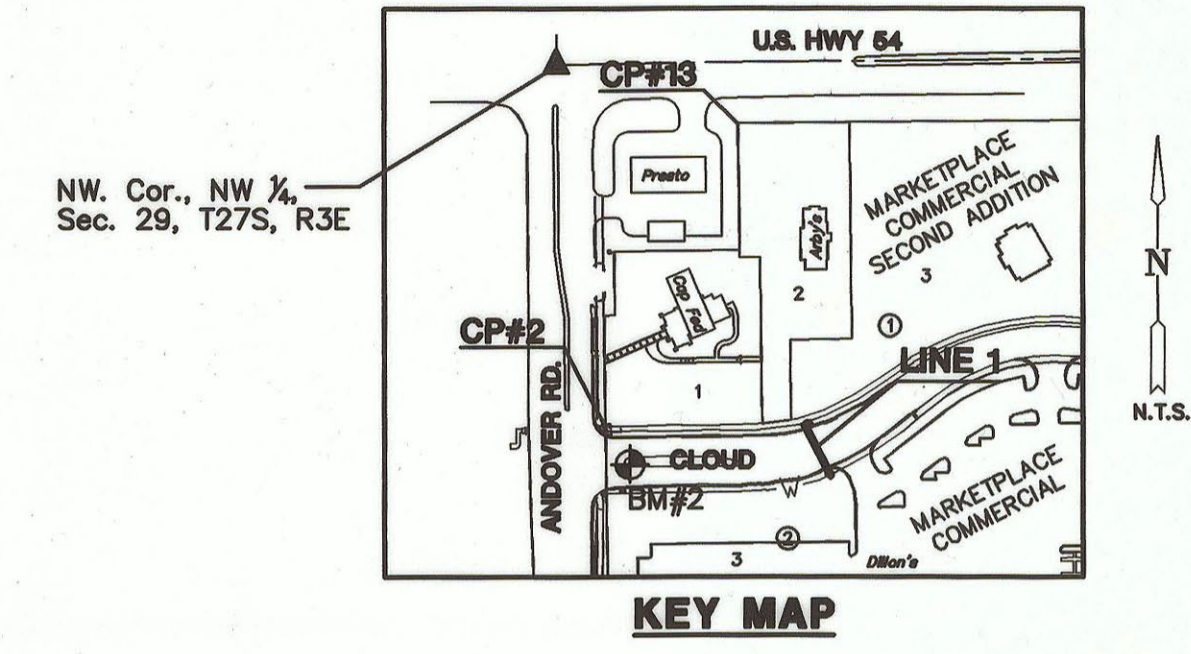 U.S. HWY 54
CP#13
NW. Cor., NW ¼,
Sec. 29, T27S, R3E
Presto
Arby's
MARKETPLACE
COMMERCIAL
SECOND ADDITION
3
N
N.T.S.
Cap Fed
2
1
CP#2
LINE 1
1
ANDOVER RD.
CLOUD
BM#2
W
MARKETPLACE
COMMERCIAL
2
3
Dillon's
KEY MAP